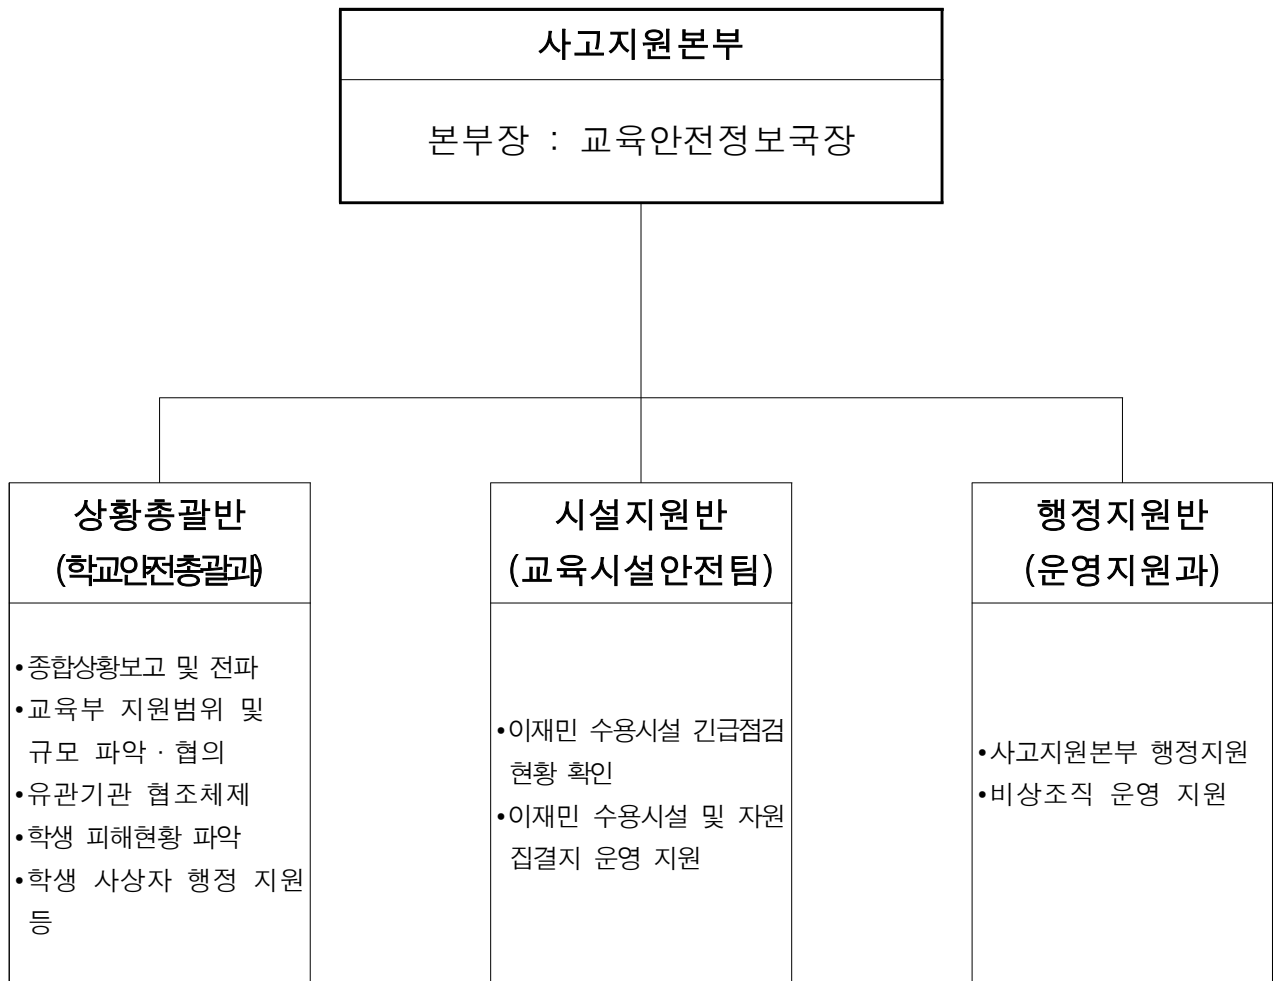 사고지원본부
본부장 : 교육안전정보국장
상황총괄반
(학교안전총괄과)
•종합상황보고 및 전파
•교육부 지원범위 및
규모 파악·협의
•유관기관 협조체제
•학생 피해현황 파악
•학생 사상자 행정 지원
등
시설지원반
(교육시설안전팀)
•이재민 수용시설 긴급점검
현황 확인
•이재민 수용시설 및 자원
집결지 운영 지원
행정지원반
(운영지원과)
•사고지원본부 행정지원
•비상조직 운영 지원